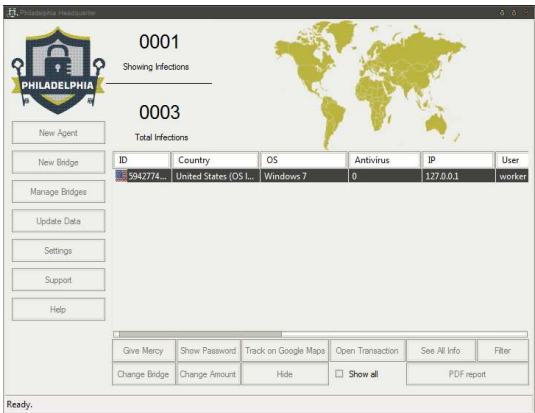 Philadelphia Headquarter
PHILADELPHIA
0001
Showing Infections
0003
Total Infections
New Agent
New Bridge
Manage Bridges
Update Data
Settings
Support
Help
ID Country OS Antivirus IP User
5942774... United States (OS l... Windows 7 0 127.0.0.1 worker
Give Mercy Show Password Track on Google Maps Open Transaction See All Info Filter
Change Bridge Change Amount Hide Show all PDF report
Ready.